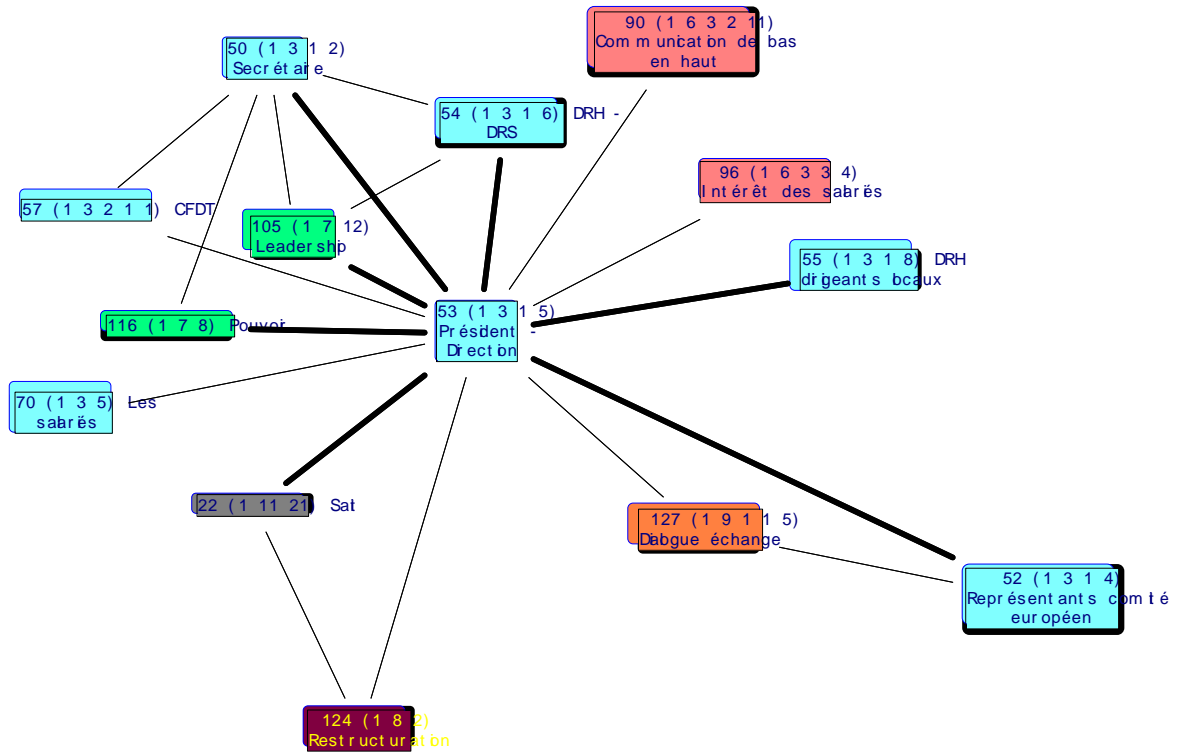 90 (1 6 3 2 11)
Communication de bas
en haut
50 (1 3 1 2)
Secrétaire
54 (1 3 1 6) DRH -
DRS
96 (1 6 3 3 4)
Intérêt des salariés
57 (1 3 2 1 1) CFDT
105 (1 7 12)
Leadership
55 (1 3 1 8) DRH
dirigeants locaux
53 (1 3 1 5)
Président -
Direction
116 (1 7 8) Pouvoir
70 (1 3 5) Les
salariés
22 (1 11 21) Sat
127 (1 9 1 1 5)
Dialogue échange
52 (1 3 1 4)
Représentants comité
européen
124 (1 8 2)
Restructuration